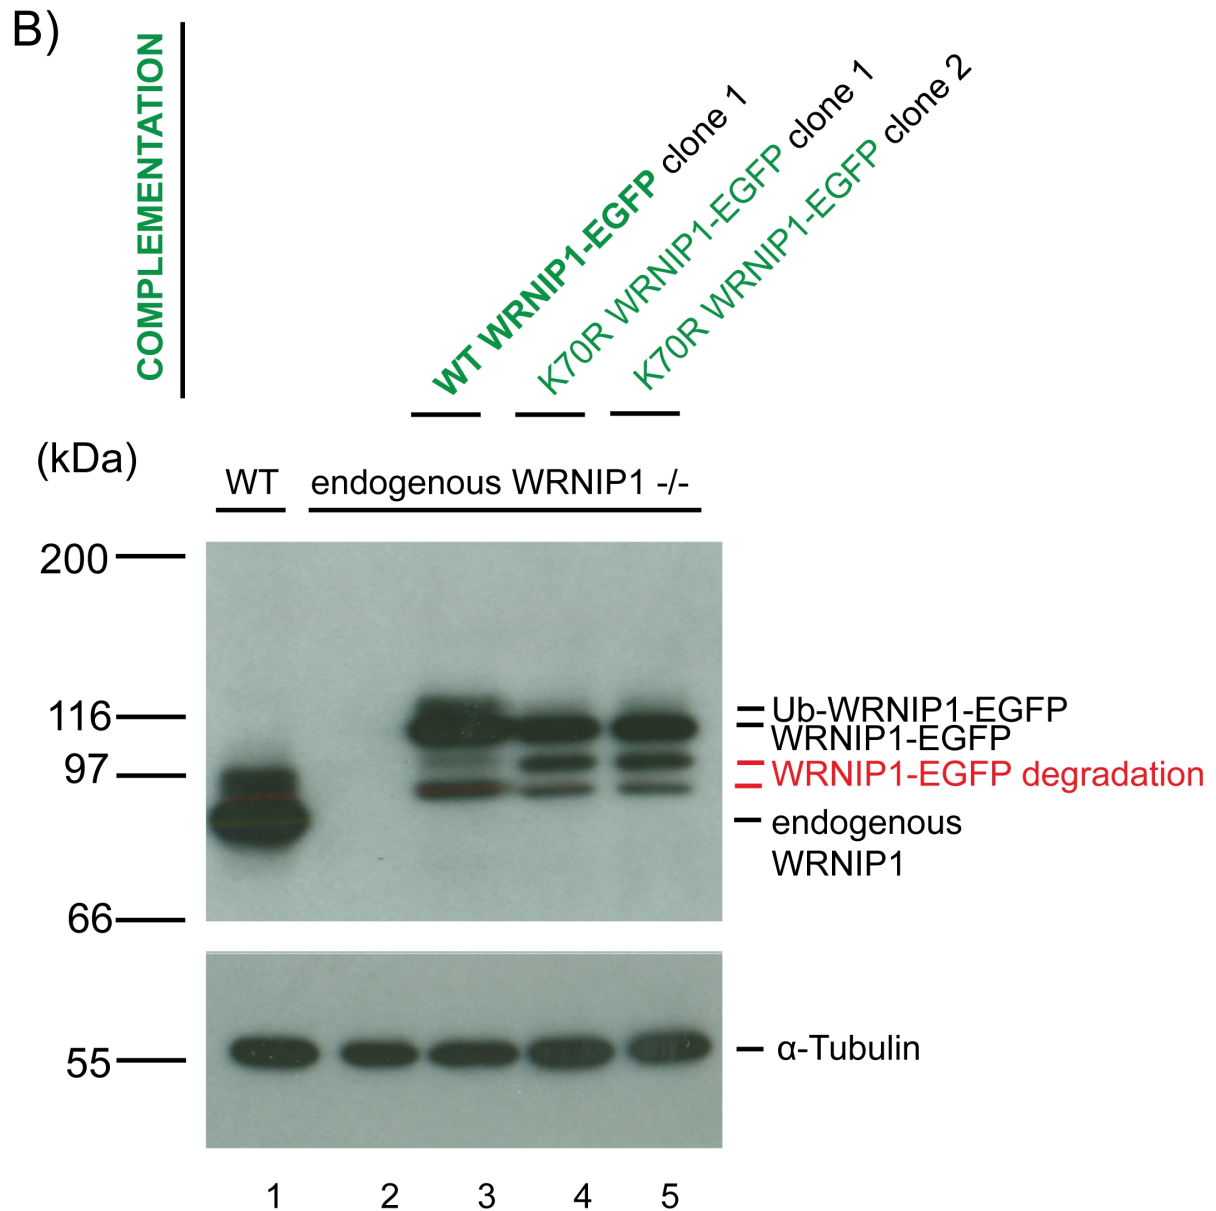 B)
COMPLEMENTATION
WT WRNIP1-EGFP clone 1
K70R WRNIP1-EGFP clone 1
K70R WRNIP1-EGFP clone 2
(kDa)
WT
endogenous WRNIP1 -/-
200
116
97
66
55
Ub-WRNIP1-EGFP
WRNIP1-EGFP
WRNIP1-EGFP degradation
endogenous
WRNIP1
α-Tubulin
1 2 3 4 5